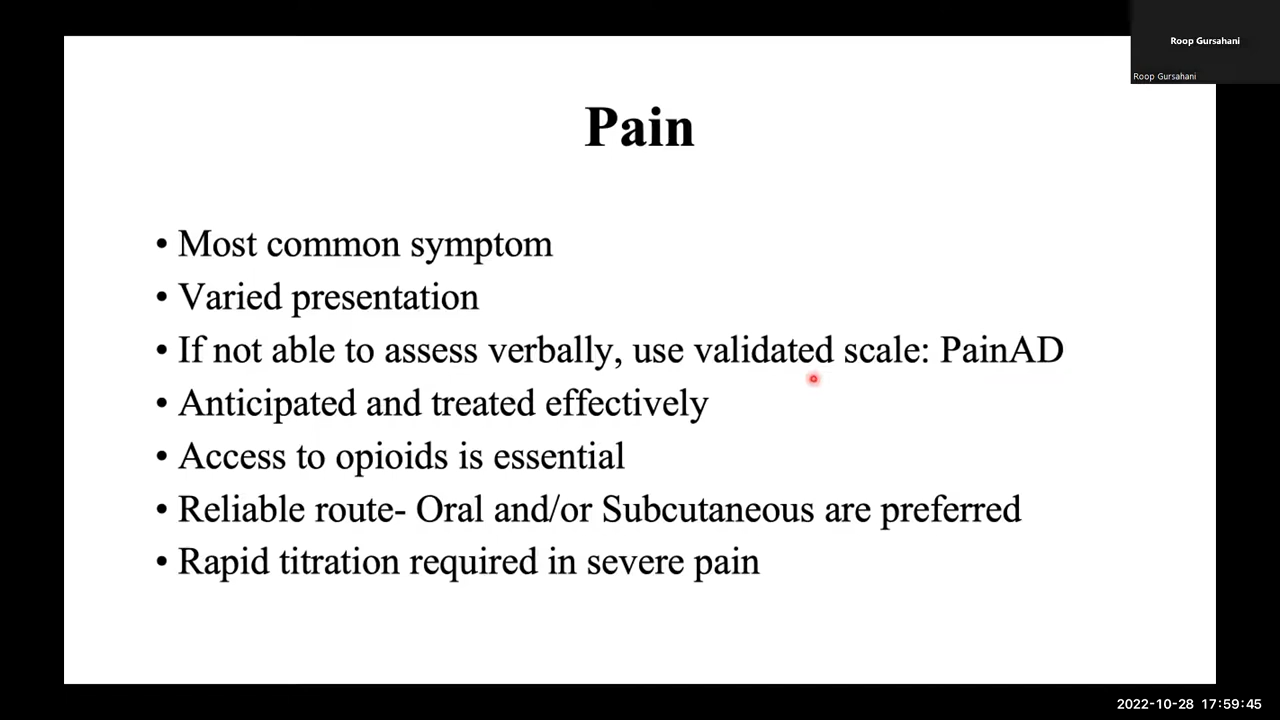 Roop Gursahani
Roop Gursahani
Pain
• Most common symptom
• Varied presentation
• If not able to assess verbally, use validated scale: PainAD
• Anticipated and treated effectively
• Access to opioids is essential
• Reliable route- Oral and/or Subcutaneous are preferred
• Rapid titration required in severe pain
2022-10-28 17:59:45